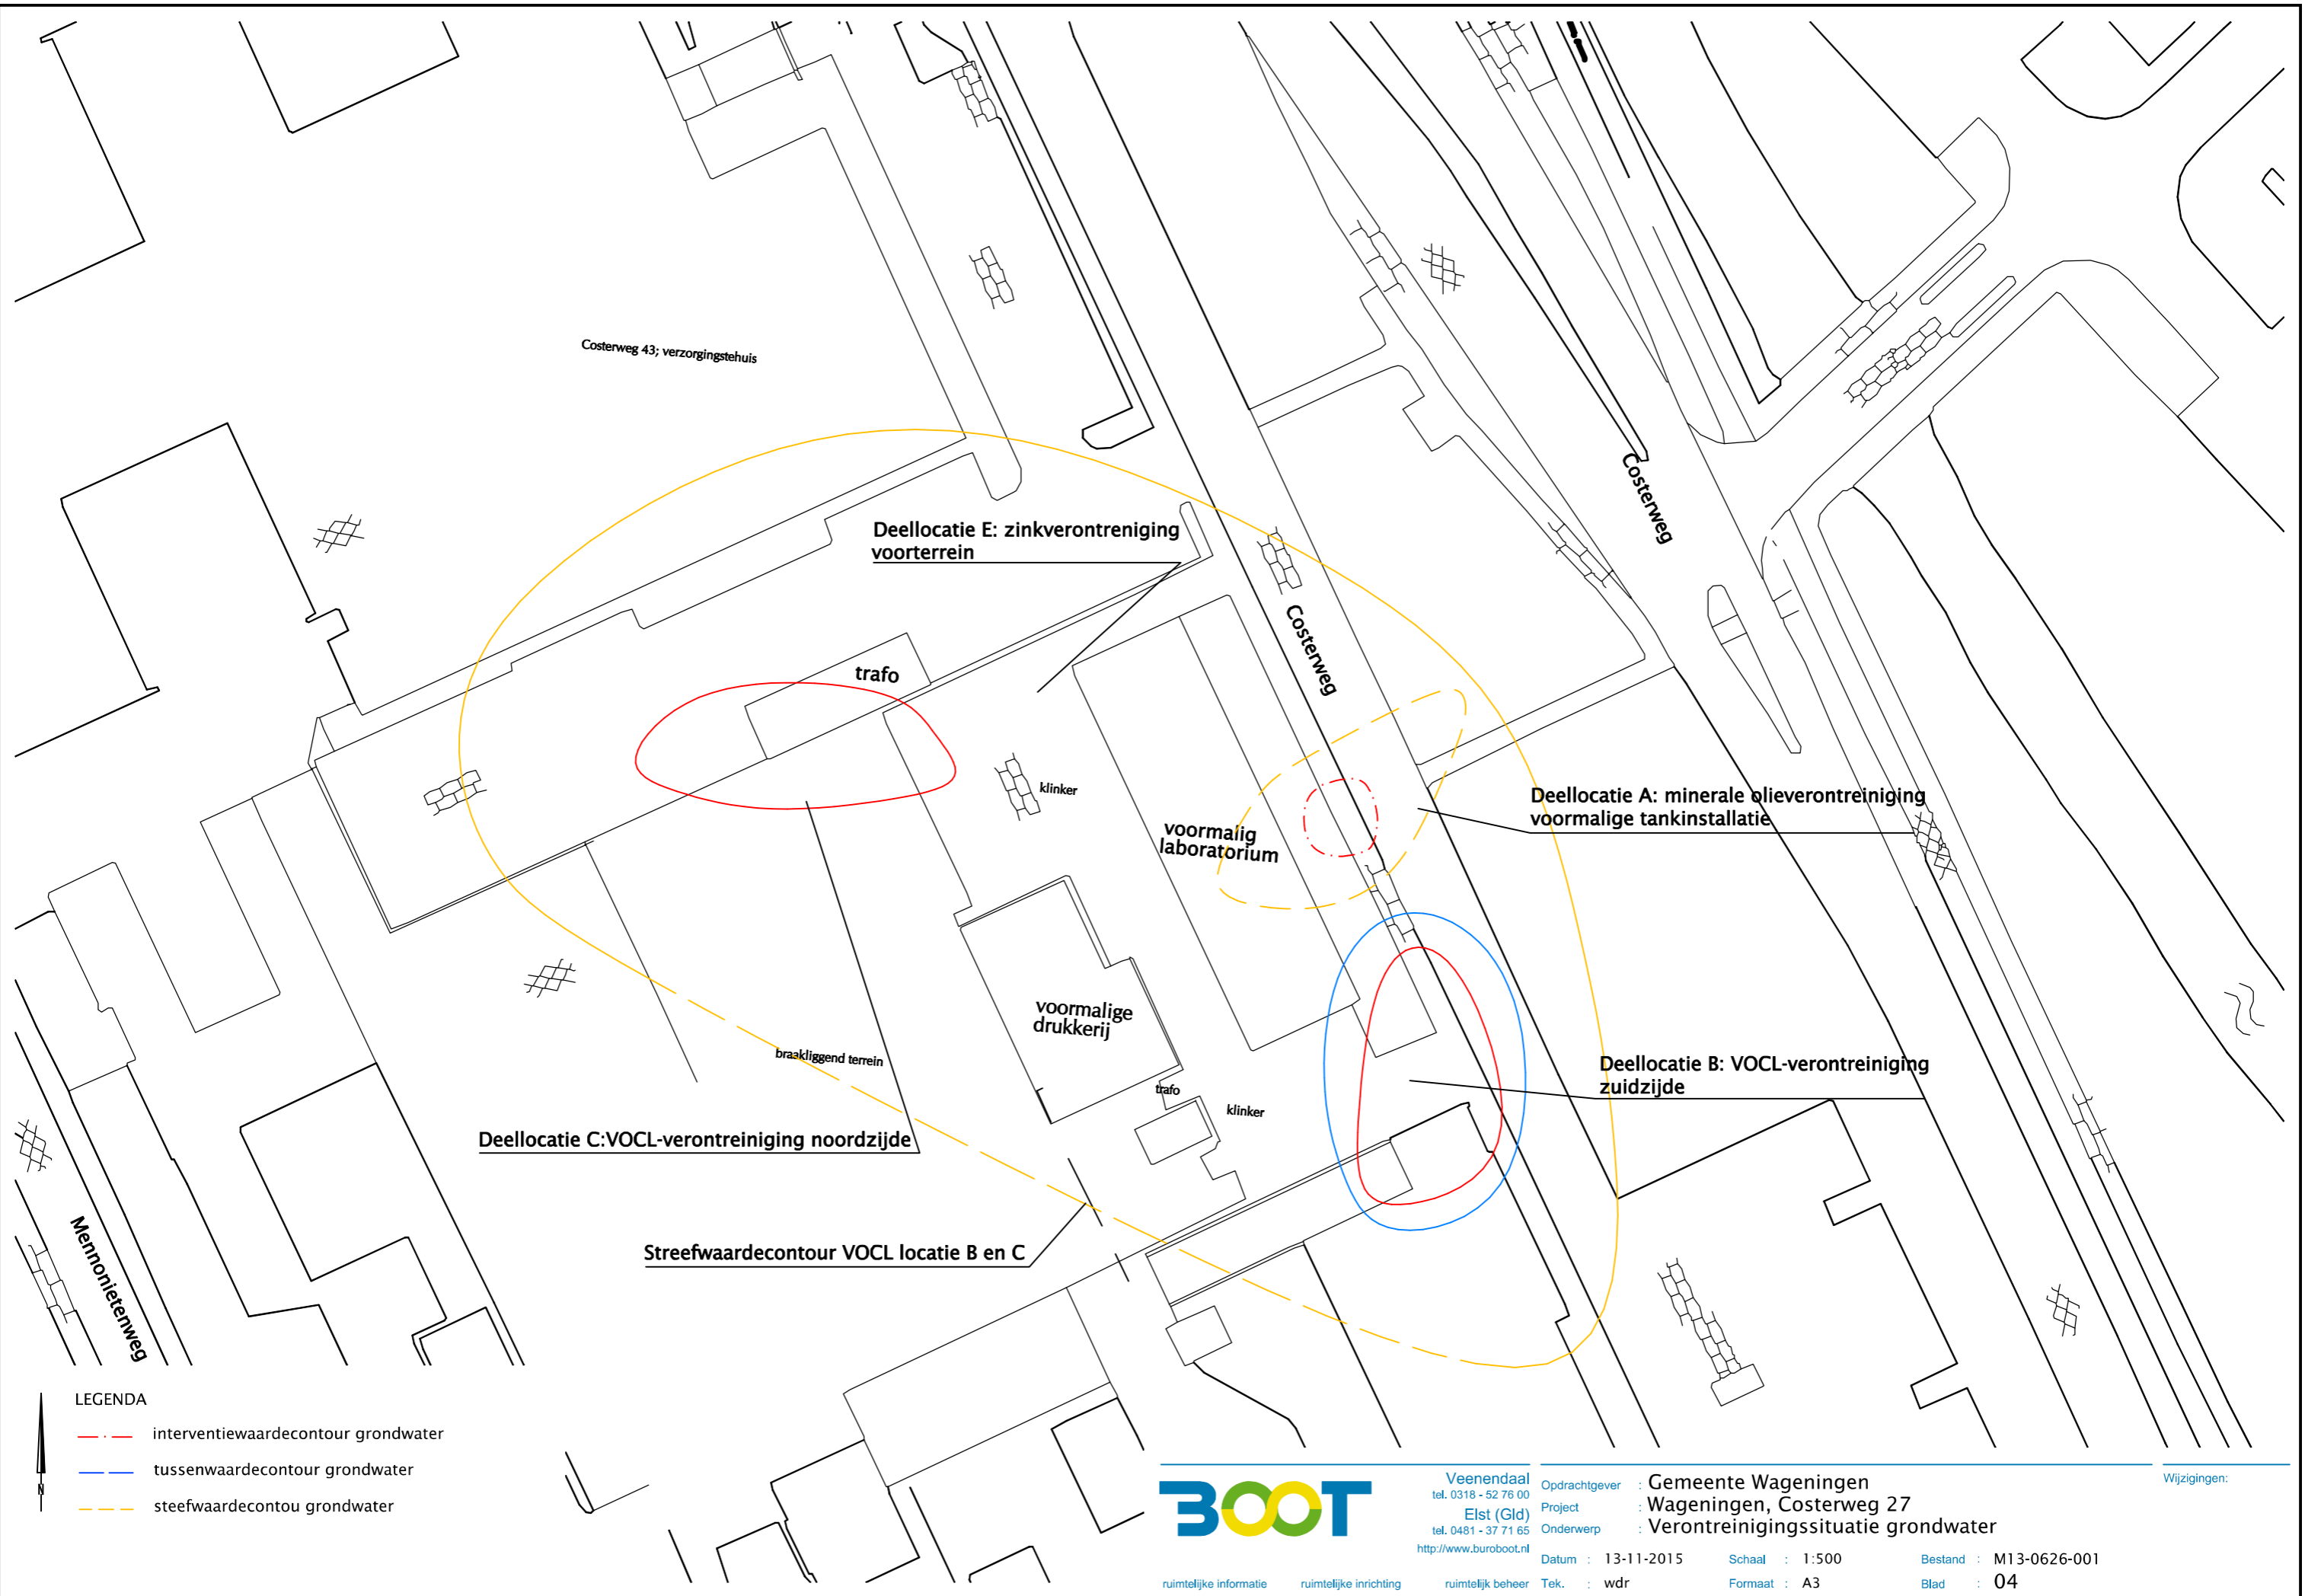 Costerweg 43; verzorgingstehuis
Costerweg
Deellocatie E: zinkverontreniging
voorterrein
Costerweg
trafo
klinker
Deellocatie A: minerale olieverontreiniging
voormalige tankinstallatie
voormalig
laboratorium
voormalige
drukkerij
braakliggend terrein
trafo
klinker
Deellocatie B: VOCL-verontreiniging
zuidzijde
Deellocatie C:VOCL-verontreiniging noordzijde
Streefwaardecontour VOCL locatie B en C
Mennonietenweg
LEGENDA
interventiewaardecontour grondwater
tussenwaardecontour grondwater
steefwaardecontou grondwater
N
BOOT
Veenendaal
tel. 0318 - 52 76 00
Elst (Gld)
tel. 0481 - 37 71 65
http://www.buroboot.nl
ruimtelijke informatie ruimtelijke inrichting ruimtelijk beheer
Opdrachtgever : Gemeente Wageningen
Project : Wageningen, Costerweg 27
Onderwerp : Verontreinigingssituatie grondwater
Datum : 13-11-2015 Schaal : 1:500 Bestand : M13-0626-001
Tek. : wdr Formaat : A3 Blad : 04
Wijzigingen: